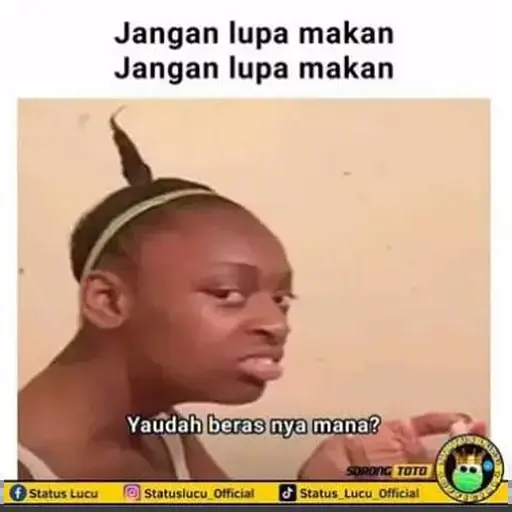 Jangan lupa makan
Jangan lupa makan
Yaudah beras nya mana?
SORONG TOTO
Status Lucu
Statuslucu_Official
Status_Lucu_Official